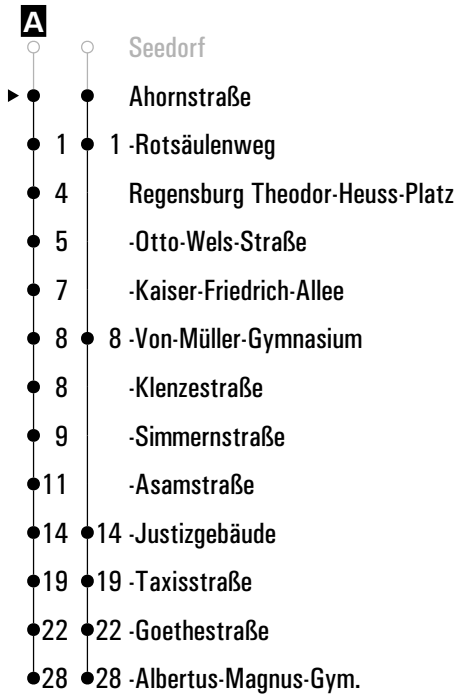 A
Seedorf
Ahornstraße
1 1 -Rotsäulenweg
4 Regensburg Theodor-Heuss-Platz
5 -Otto-Wels-Straße
7 -Kaiser-Friedrich-Allee
8 8 -Von-Müller-Gymnasium
8 -Klenzestraße
9 -Simmernstraße
11 -Asamstraße
14 14 -Justizgebäude
19 19 -Taxisstraße
22 22 -Goethestraße
28 28 -Albertus-Magnus-Gym.